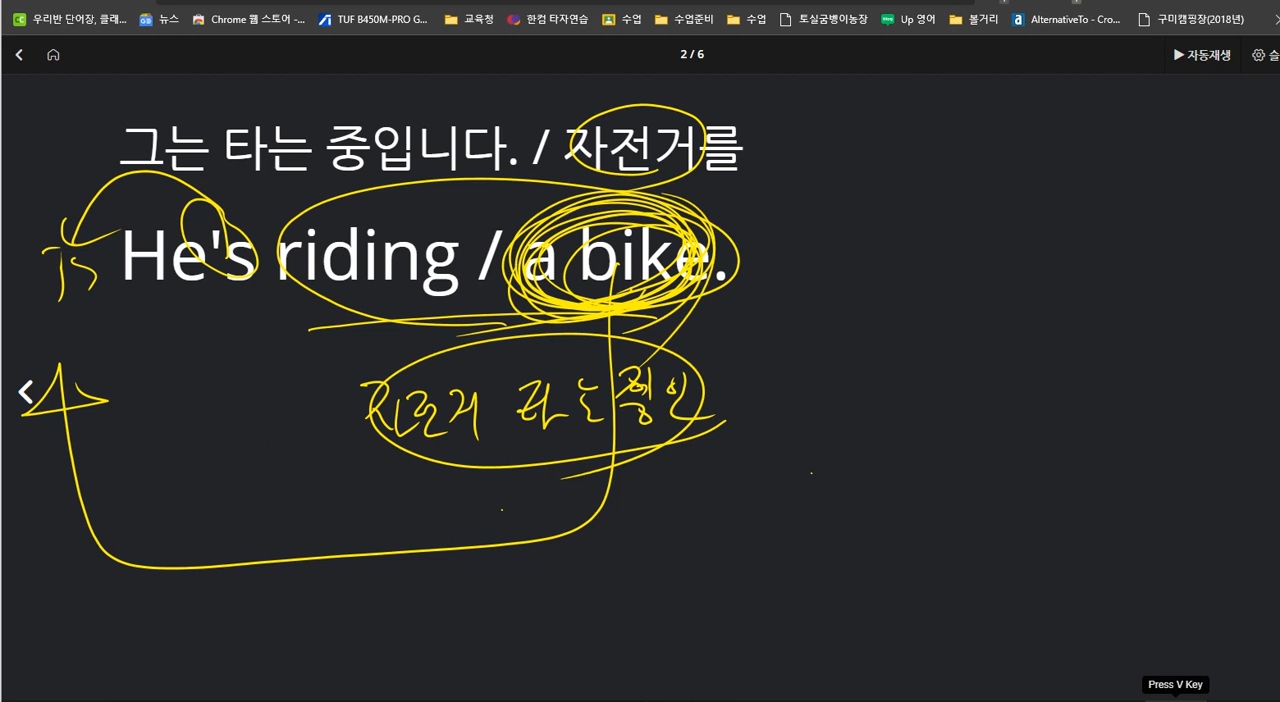 우리반 단어장, 클래... 뉴스 Chrome 웹 스토어 -... TUF B450M-PRO G... 교육청 한컴 타자연습 수업 수업준비 수업 토실굼벵이농장 Up 영어 볼거리 AlternativeTo - Cro... 구미캠핑장(2018년)
2 / 6 자동재생 슬
그는 타는 중입니다. / 자전거를
He's riding / a bike.
is
자전거 타는 중인
Press V Key